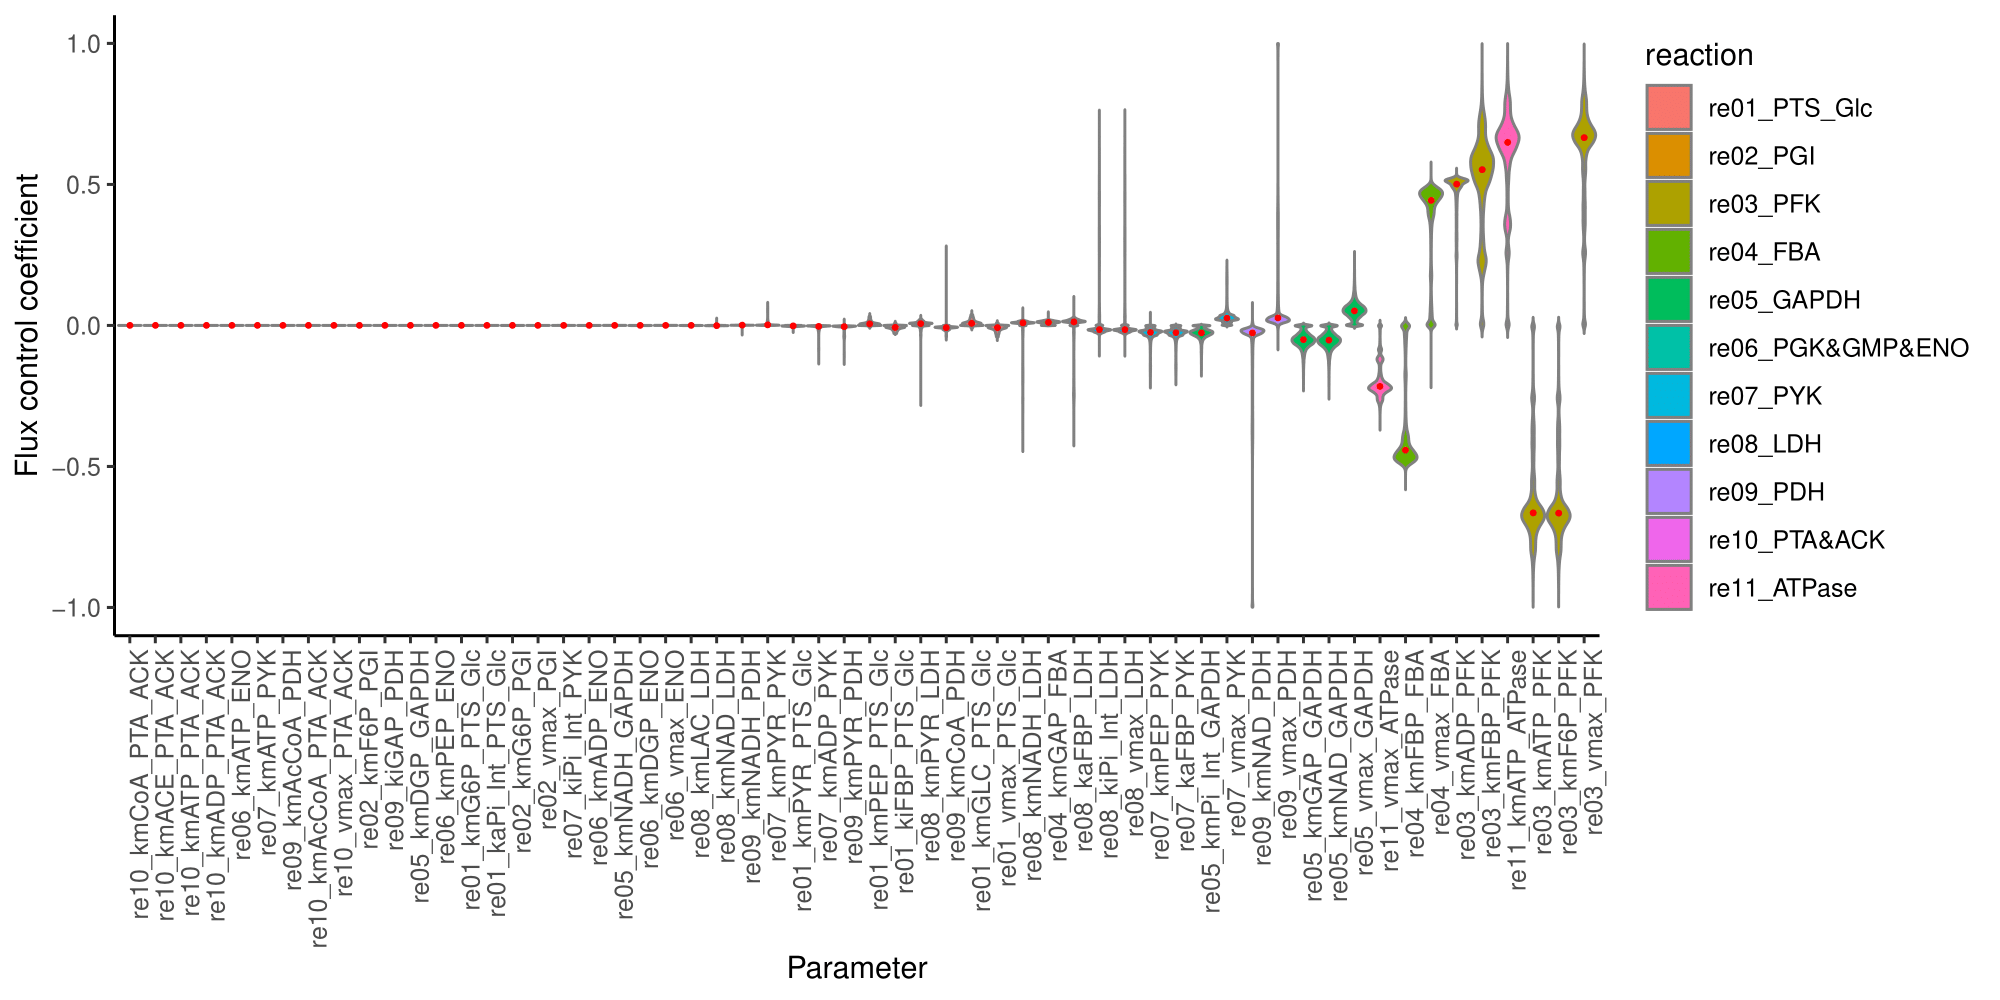 1.0
0.5
0.0
−0.5
−1.0
Flux control coefficient
re10_kmCoA_PTA_ACK
re10_kmACE_PTA_ACK
re10_kmATP_PTA_ACK
re10_kmADP_PTA_ACK
re06_kmATP_ENO
re07_kmATP_PYK
re09_kmAcCoA_PDH
re10_kmAcCoA_PTA_ACK
re10_vmax_PTA_ACK
re02_kmF6P_PGI
re09_kiGAP_PDH
re05_kmDGP_GAPDH
re06_kmPEP_ENO
re01_kmG6P_PTS_Glc
re01_kaPi_Int_PTS_Glc
re02_kmG6P_PGI
re02_vmax_PGI
re07_kiPi_Int_PYK
re06_kmADP_ENO
re05_kmNADH_GAPDH
re06_kmDGP_ENO
re06_vmax_ENO
re08_kmLAC_LDH
re08_kmNAD_LDH
re09_kmNADH_PDH
re07_kmPYR_PYK
re01_kmPYR_PTS_Glc
re07_kmADP_PYK
re09_kmPYR_PDH
re01_kmPEP_PTS_Glc
re01_kiFBP_PTS_Glc
re08_kmPYR_LDH
re09_kmCoA_PDH
re01_kmGLC_PTS_Glc
re01_vmax_PTS_Glc
re08_kmNADH_LDH
re04_kmGAP_FBA
re08_kaFBP_LDH
re08_kiPi_Int_LDH
re08_vmax_LDH
re07_kmPEP_PYK
re07_kaFBP_PYK
re05_kmPi_Int_GAPDH
re07_vmax_PYK
re09_kmNAD_PDH
re09_vmax_PDH
re05_kmGAP_GAPDH
re05_kmNAD_GAPDH
re05_vmax_GAPDH
re11_vmax_ATPase
re04_kmFBP_FBA
re04_vmax_FBA
re03_kmADP_PFK
re03_kmFBP_PFK
re11_kmATP_ATPase
re03_kmATP_PFK
re03_kmF6P_PFK
re03_vmax_PFK
Parameter
reaction
re01_PTS_Glc
re02_PGI
re03_PFK
re04_FBA
re05_GAPDH
re06_PGK&GMP&ENO
re07_PYK
re08_LDH
re09_PDH
re10_PTA&ACK
re11_ATPase